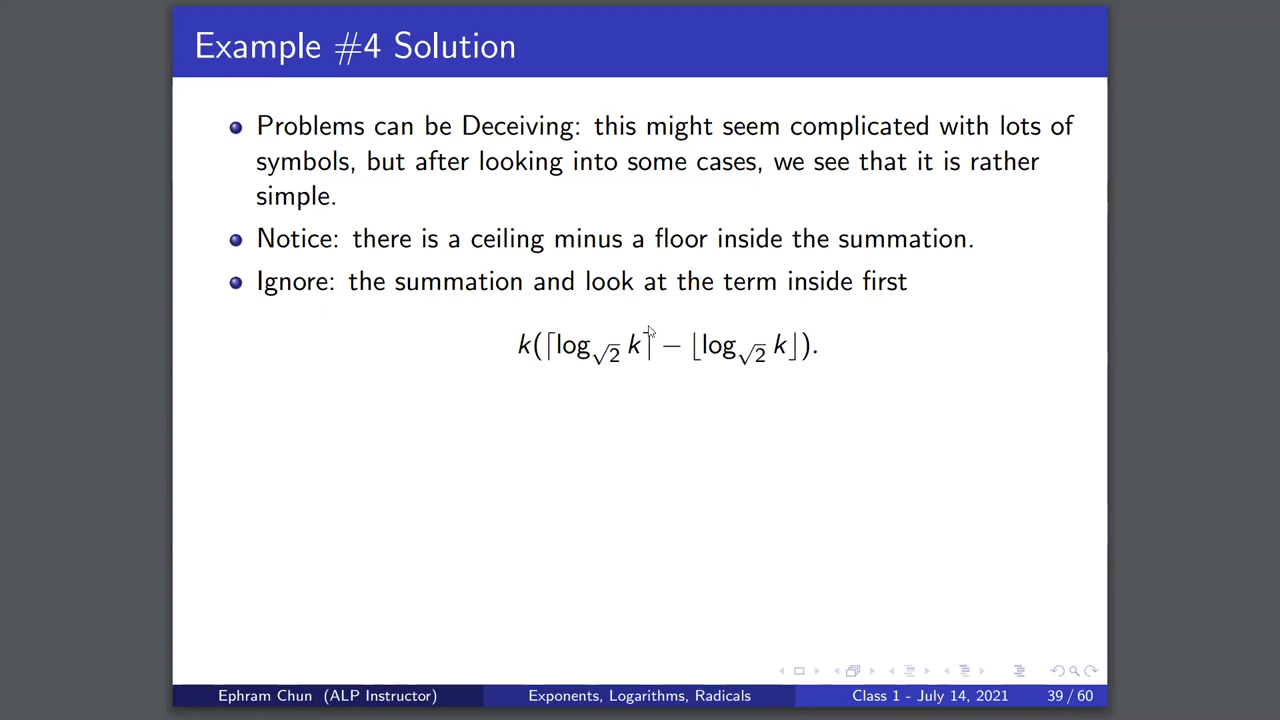 Example #4 Solution
Problems can be Deceiving: this might seem complicated with lots of
symbols, but after looking into some cases, we see that it is rather
simple.
Notice: there is a ceiling minus a floor inside the summation.
Ignore: the summation and look at the term inside first
k(⌈log_√2 k⌉ − ⌊log_√2 k⌋).
Ephram Chun (ALP Instructor) Exponents, Logarithms, Radicals Class 1 - July 14, 2021 39 / 60